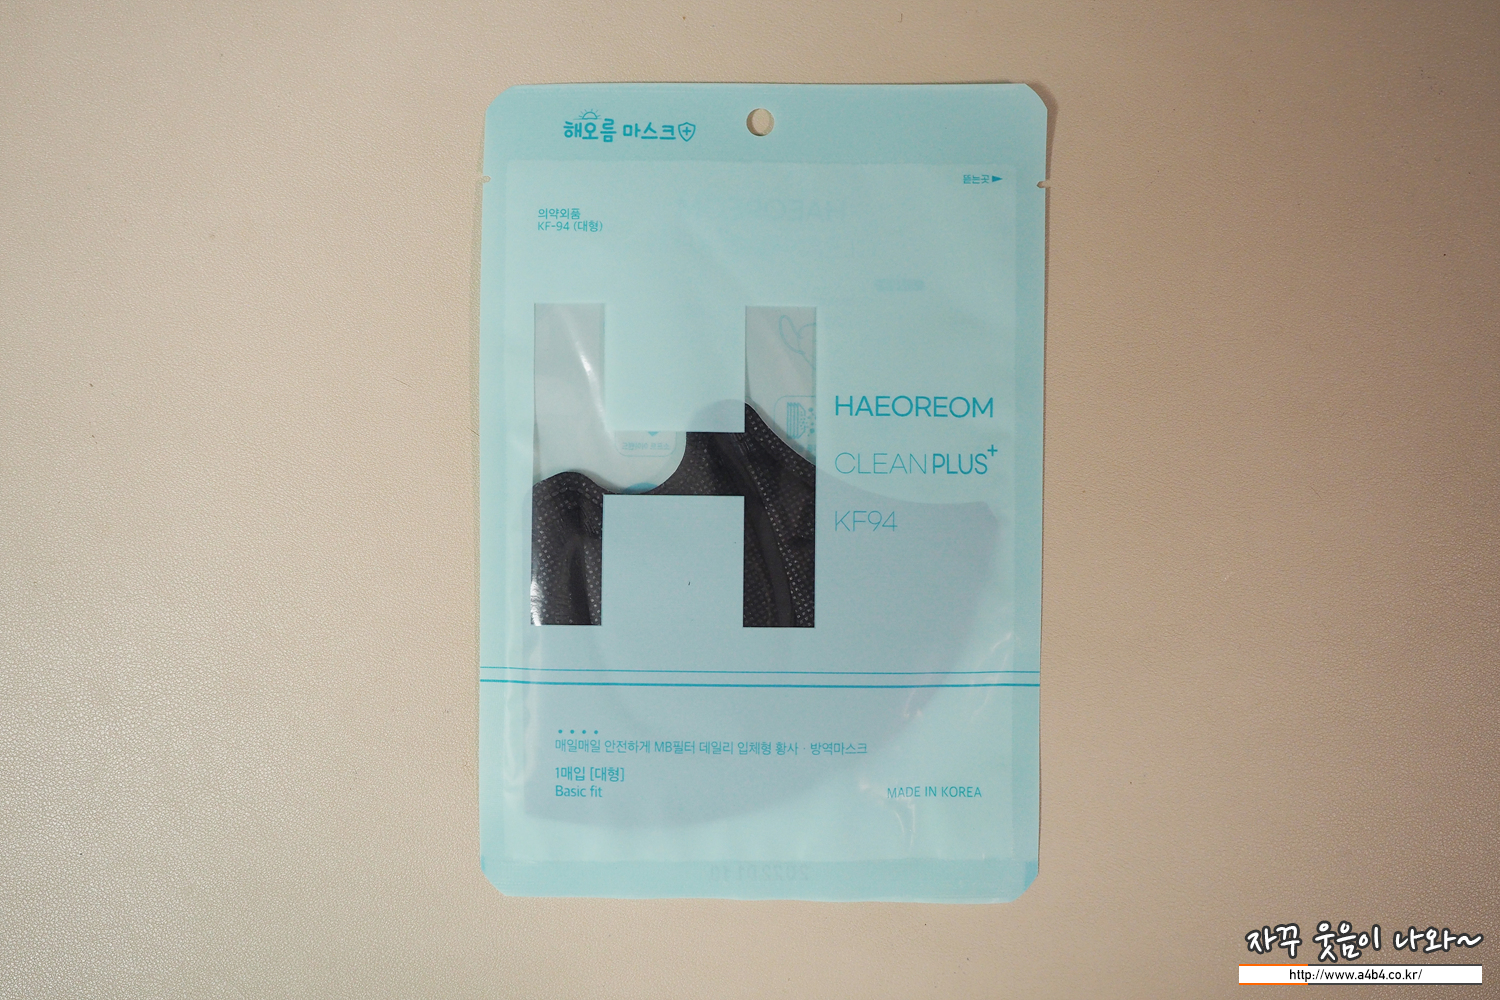 해오름 마스크
뜯는곳
의약외품
KF-94 (대형)
H
HAEOREOM
CLEAN PLUS+
KF94
매일매일 안전하게 MB필터 데일리 입체형 황사 · 방역마스크
1매입 [대형]
Basic fit
MADE IN KOREA
자꾸 웃음이 나와~
http://www.a4b4.co.kr/